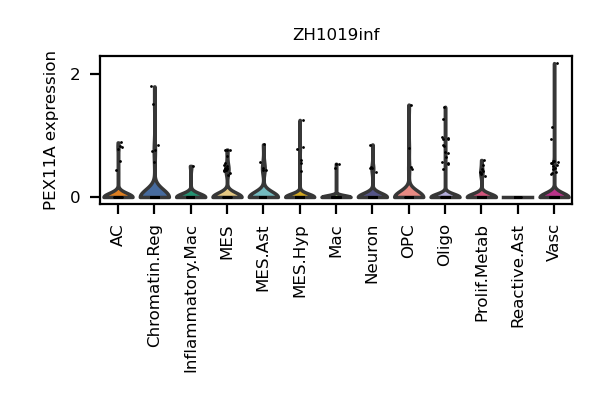 ZH1019inf
PEX11A expression
2
0
AC
Chromatin.Reg
Inflammatory.Mac
MES
MES.Ast
MES.Hyp
Mac
Neuron
OPC
Oligo
Prolif.Metab
Reactive.Ast
Vasc